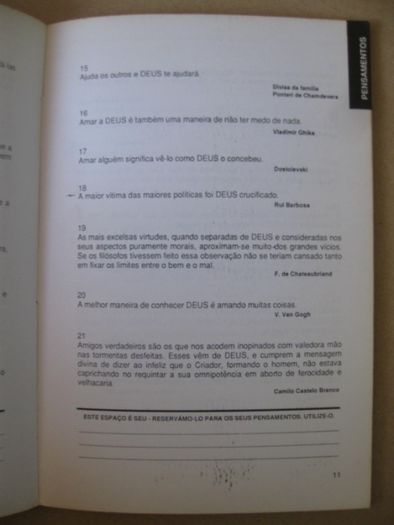 PENSAMENTOS
15
Ajuda os outros e DEUS te ajudará.
Divisa da família
Pontieri de Chamdevera
16
Amar a DEUS é também uma maneira de não ter medo de nada.
Vladimir Ghika
17
Amar alguém significa vê-lo como DEUS o concebeu.
Dostoievski
18
A maior vítima das maiores políticas foi DEUS crucificado.
Rui Barbosa
19
As mais excelsas virtudes, quando separadas de DEUS e consideradas nos
seus aspectos puramente morais, aproximam-se muito-dos grandes vícios.
Se os filósofos tivessem feito essa observação não se teriam cansado tanto
em fixar os limites entre o bem e o mal.
F. de Chateaubriand
20
A melhor maneira de conhecer DEUS é amando muitas coisas.
V. Van Gogh
21
Amigos verdadeiros são os que nos acodem inopinados com valedora mão
nas tormentas desfeitas. Esses vêm de DEUS, e cumprem a mensagem
divina de dizer ao infeliz que o Criador, formando o homem, não estava
caprichando no requintar a sua omnipotência em aborto de ferocidade e
velhacaria.
Camilo Castelo Branco
ESTE ESPAÇO É SEU - RESERVÁMO-LO PARA OS SEUS PENSAMENTOS. UTILIZE-O.
11